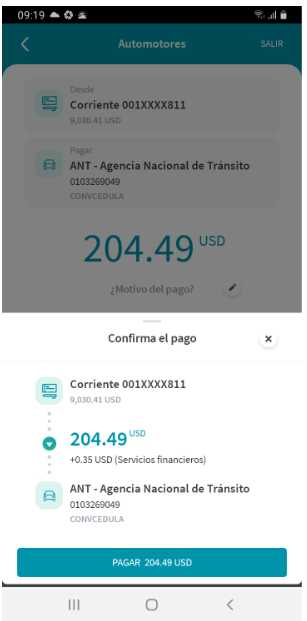 09:19
Automotores
SALIR
Desde
Corriente 001XXXX811
9,030.41 USD
Pagar
ANT - Agencia Nacional de Tránsito
0103269049
CONVCEDULA
204.49 USD
¿Motivo del pago?
Confirma el pago
Corriente 001XXXX811
9,030.41 USD
204.49 USD
+0.35 USD (Servicios financieros)
ANT - Agencia Nacional de Tránsito
0103269049
CONVCEDULA
PAGAR 204.49 USD